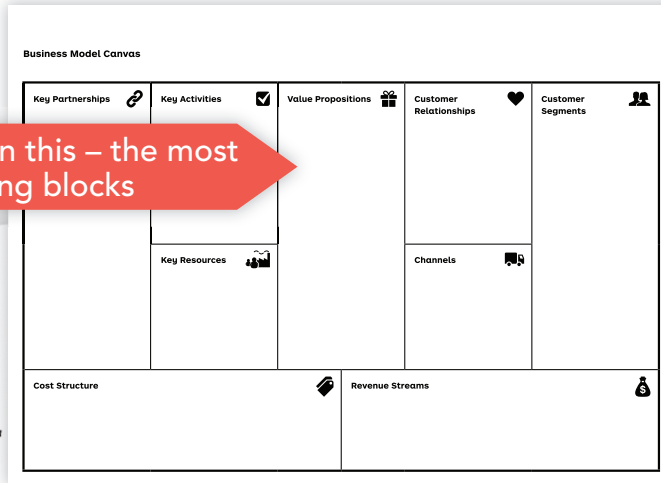 Business Model Canvas
Key Partnerships
Key Activities
Value Propositions
Customer
Relationships
Customer
Segments
n this – the most
ng blocks
Key Resources
Channels
Cost Structure
Revenue Streams
$